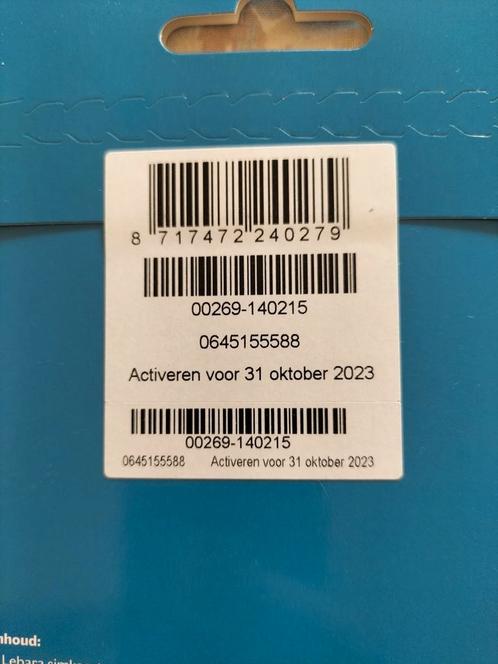 8 717472 240279
00269-140215
0645155588
Activeren voor 31 oktober 2023
00269-140215
0645155588 Activeren voor 31 oktober 2023
nhoud:
Lebara